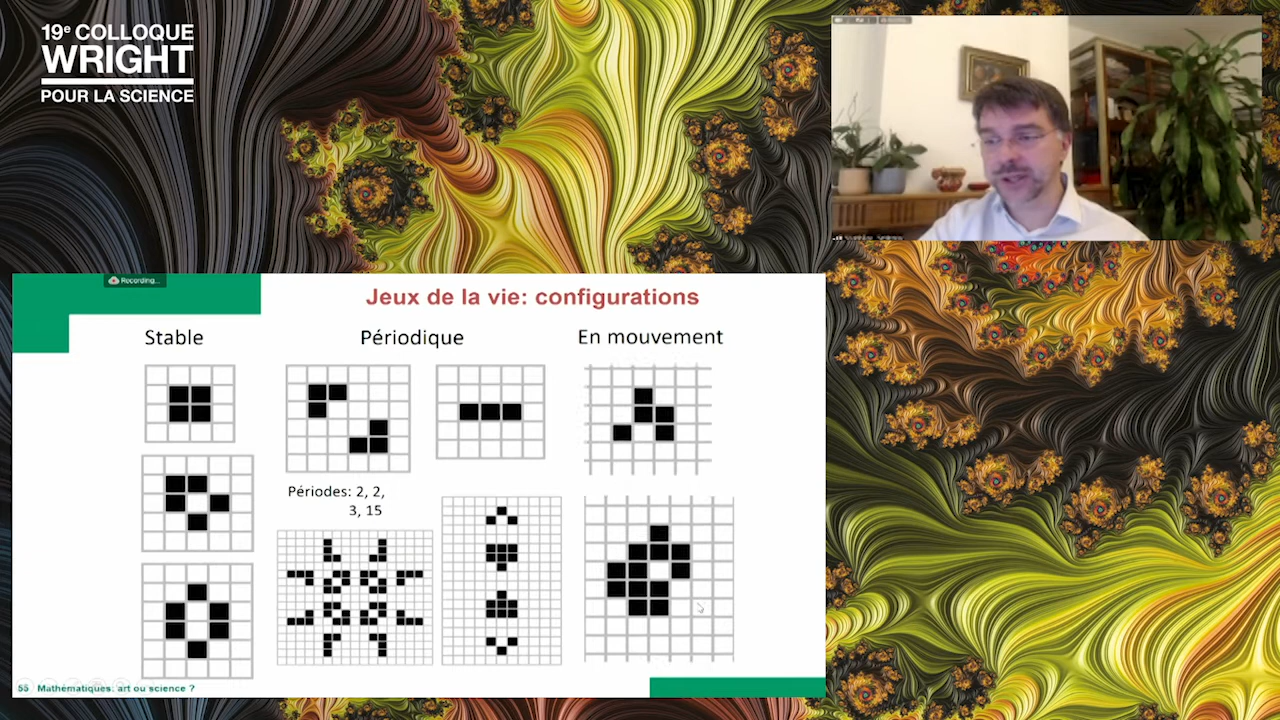 19e COLLOQUE
WRIGHT
POUR LA SCIENCE
Recording...
Jeux de la vie: configurations
Stable
Périodique
En mouvement
Périodes: 2, 2,
3, 15
55 Mathématiques: art ou science ?